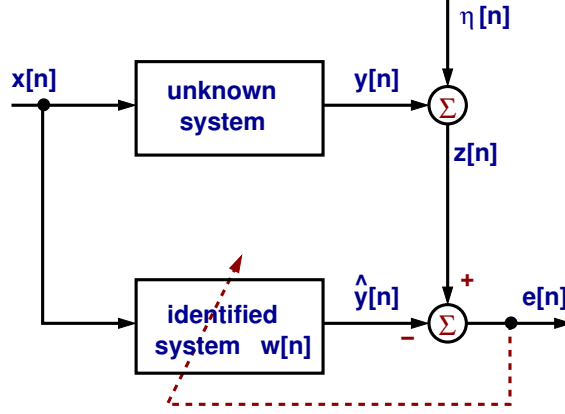 η[n]
x[n]
unknown
system
y[n]
Σ
z[n]
identified
system w[n]
ŷ[n]
+
−
Σ
e[n]